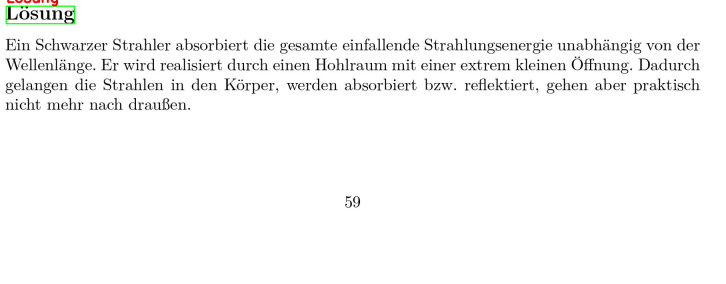 Lösung
Lösung
Ein Schwarzer Strahler absorbiert die gesamte einfallende Strahlungsenergie unabhängig von der
Wellenlänge. Er wird realisiert durch einen Hohlraum mit einer extrem kleinen Öffnung. Dadurch
gelangen die Strahlen in den Körper, werden absorbiert bzw. reflektiert, gehen aber praktisch
nicht mehr nach draußen.
59